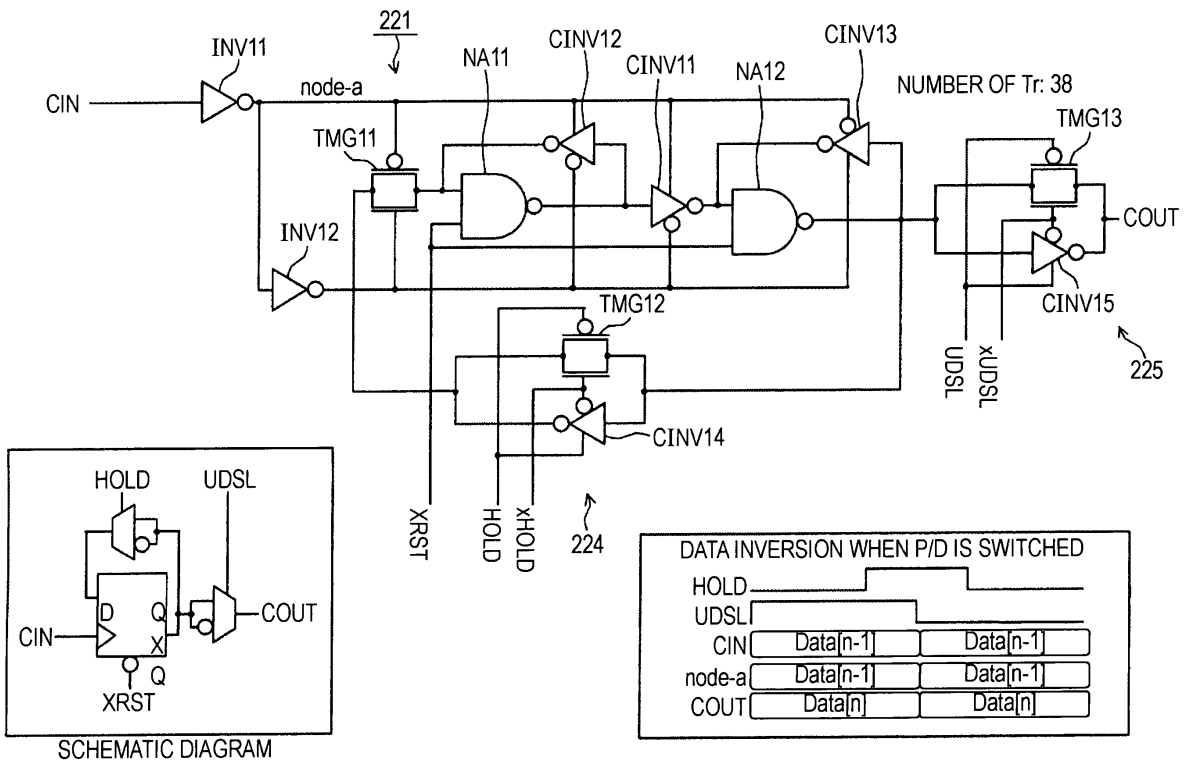 221
INV11
CINV12
CINV13
NA11
CINV11
NA12
NUMBER OF Tr: 38
CIN
node-a
TMG11
TMG13
COUT
INV12
TMG12
CINV15
UDSL
xUDSL
225
CINV14
XRST
HOLD
xHOLD
224
HOLD
UDSL
D
Q
CIN
COUT
X
Q
XRST
SCHEMATIC DIAGRAM
DATA INVERSION WHEN P/D IS SWITCHED
HOLD
UDSL
CIN Data[n-1] Data[n-1]
node-a Data[n-1] Data[n-1]
COUT Data[n] Data[n]